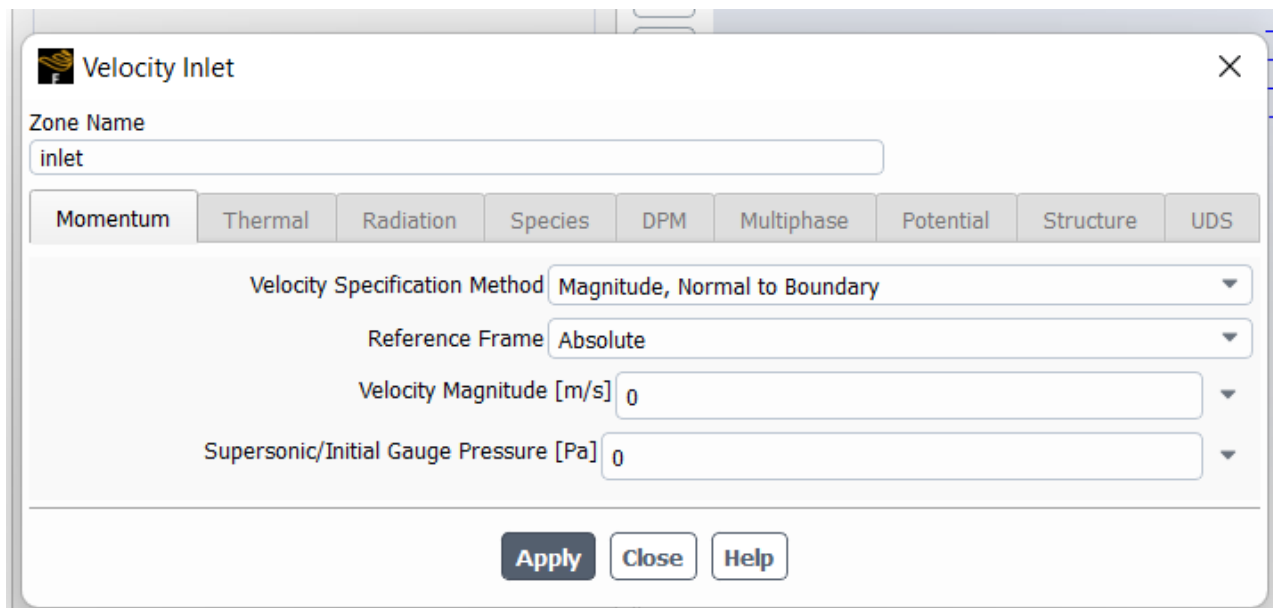 Velocity Inlet
Zone Name
inlet
Momentum Thermal Radiation Species DPM Multiphase Potential Structure UDS
Velocity Specification Method Magnitude, Normal to Boundary
Reference Frame Absolute
Velocity Magnitude [m/s] 0
Supersonic/Initial Gauge Pressure [Pa] 0
Apply Close Help